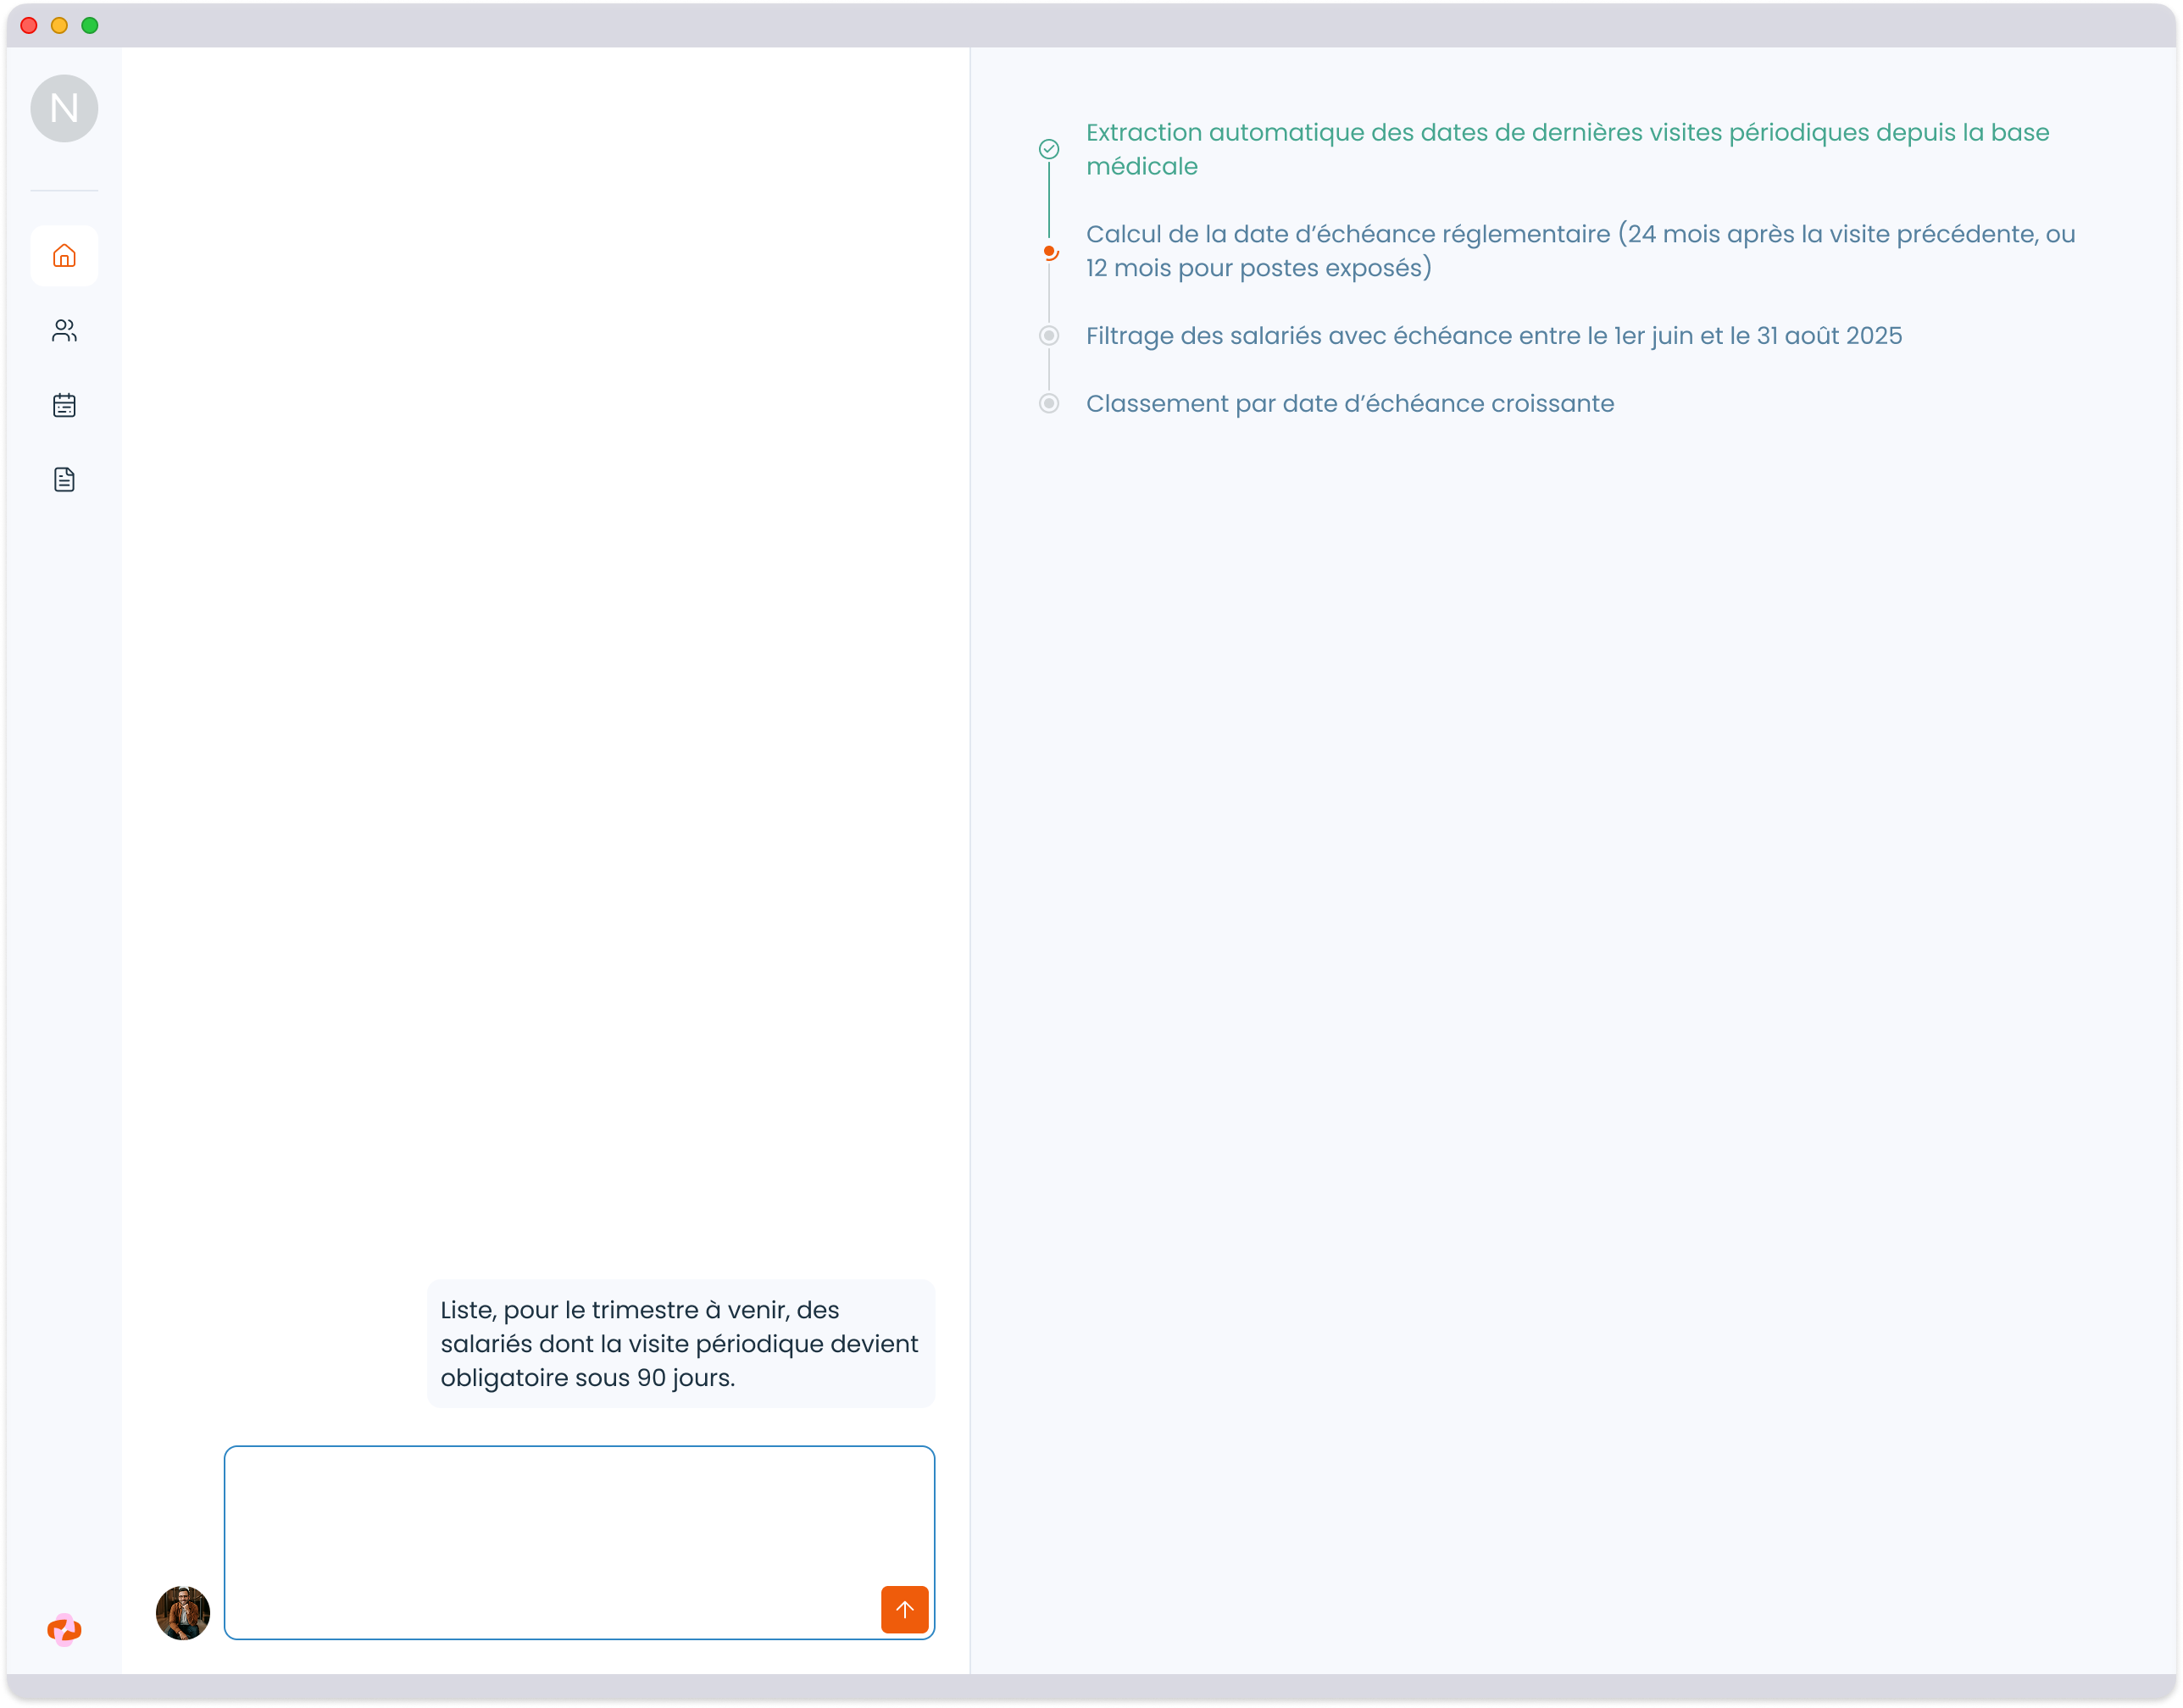 N
Extraction automatique des dates de dernières visites périodiques depuis la base
médicale
Calcul de la date d’échéance réglementaire (24 mois après la visite précédente, ou
12 mois pour postes exposés)
Filtrage des salariés avec échéance entre le 1er juin et le 31 août 2025
Classement par date d’échéance croissante
Liste, pour le trimestre à venir, des
salariés dont la visite périodique devient
obligatoire sous 90 jours.